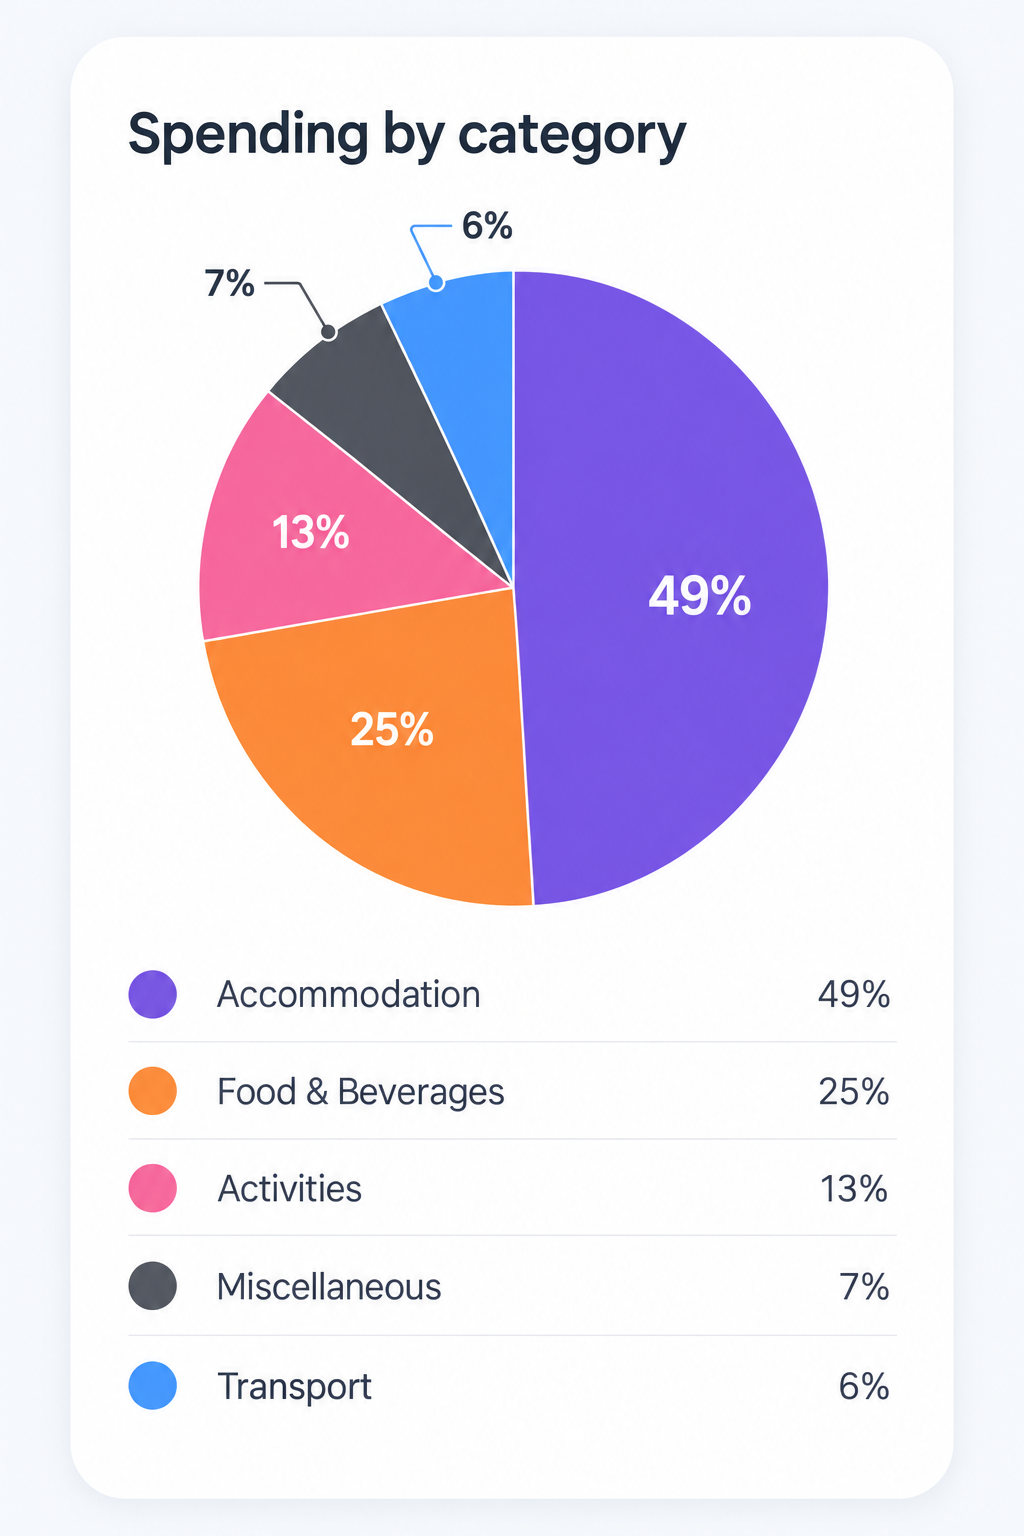 Spending by category
6%
7%
13%
49%
25%
Accommodation 49%
Food & Beverages 25%
Activities 13%
Miscellaneous 7%
Transport 6%